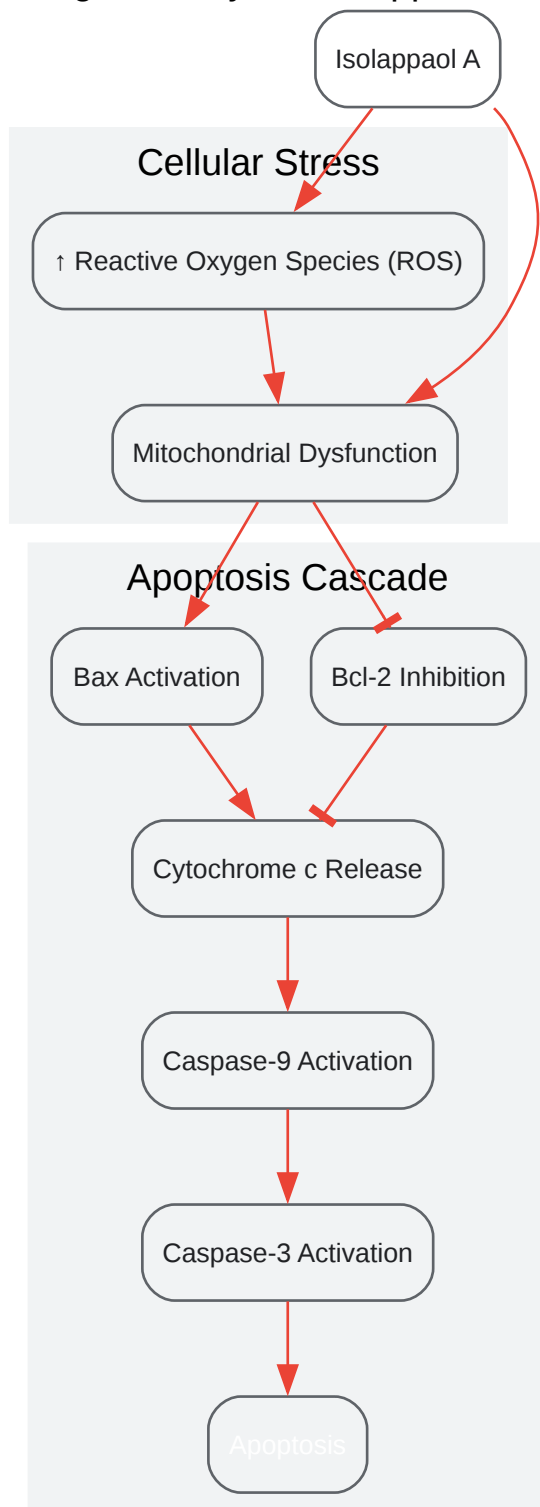 Isolappaol A
Cellular Stress
↑ Reactive Oxygen Species (ROS)
Mitochondrial Dysfunction
Apoptosis Cascade
Bax Activation
Bcl-2 Inhibition
Cytochrome c Release
Caspase-9 Activation
Caspase-3 Activation
Apoptosis